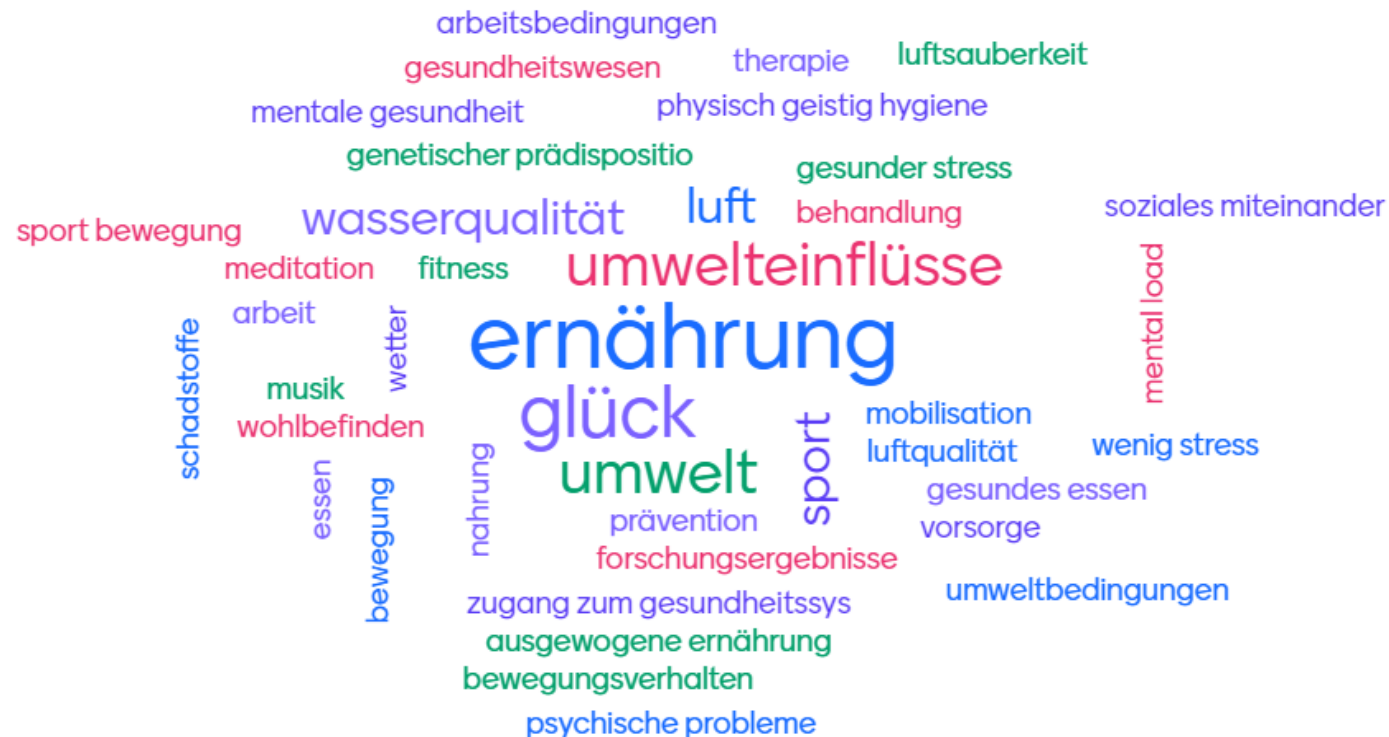 arbeitsbedingungen
gesundheitswesen
therapie
luftsauberkeit
mentale gesundheit
physisch geistig hygiene
genetischer prädispositio
gesunder stress
wasserqualität
luft
behandlung
soziales miteinander
sport bewegung
meditation
fitness
umwelteinflüsse
mental load
arbeit
wetter
schadstoffe
ernährung
musik
wohlbefinden
glück
sport
mobilisation
luftqualität
wenig stress
essen
bewegung
nahrung
umwelt
gesundes essen
prävention
vorsorge
forschungsergebnisse
umweltbedingungen
zugang zum gesundheitssys
ausgewogene ernährung
bewegungsverhalten
psychische probleme